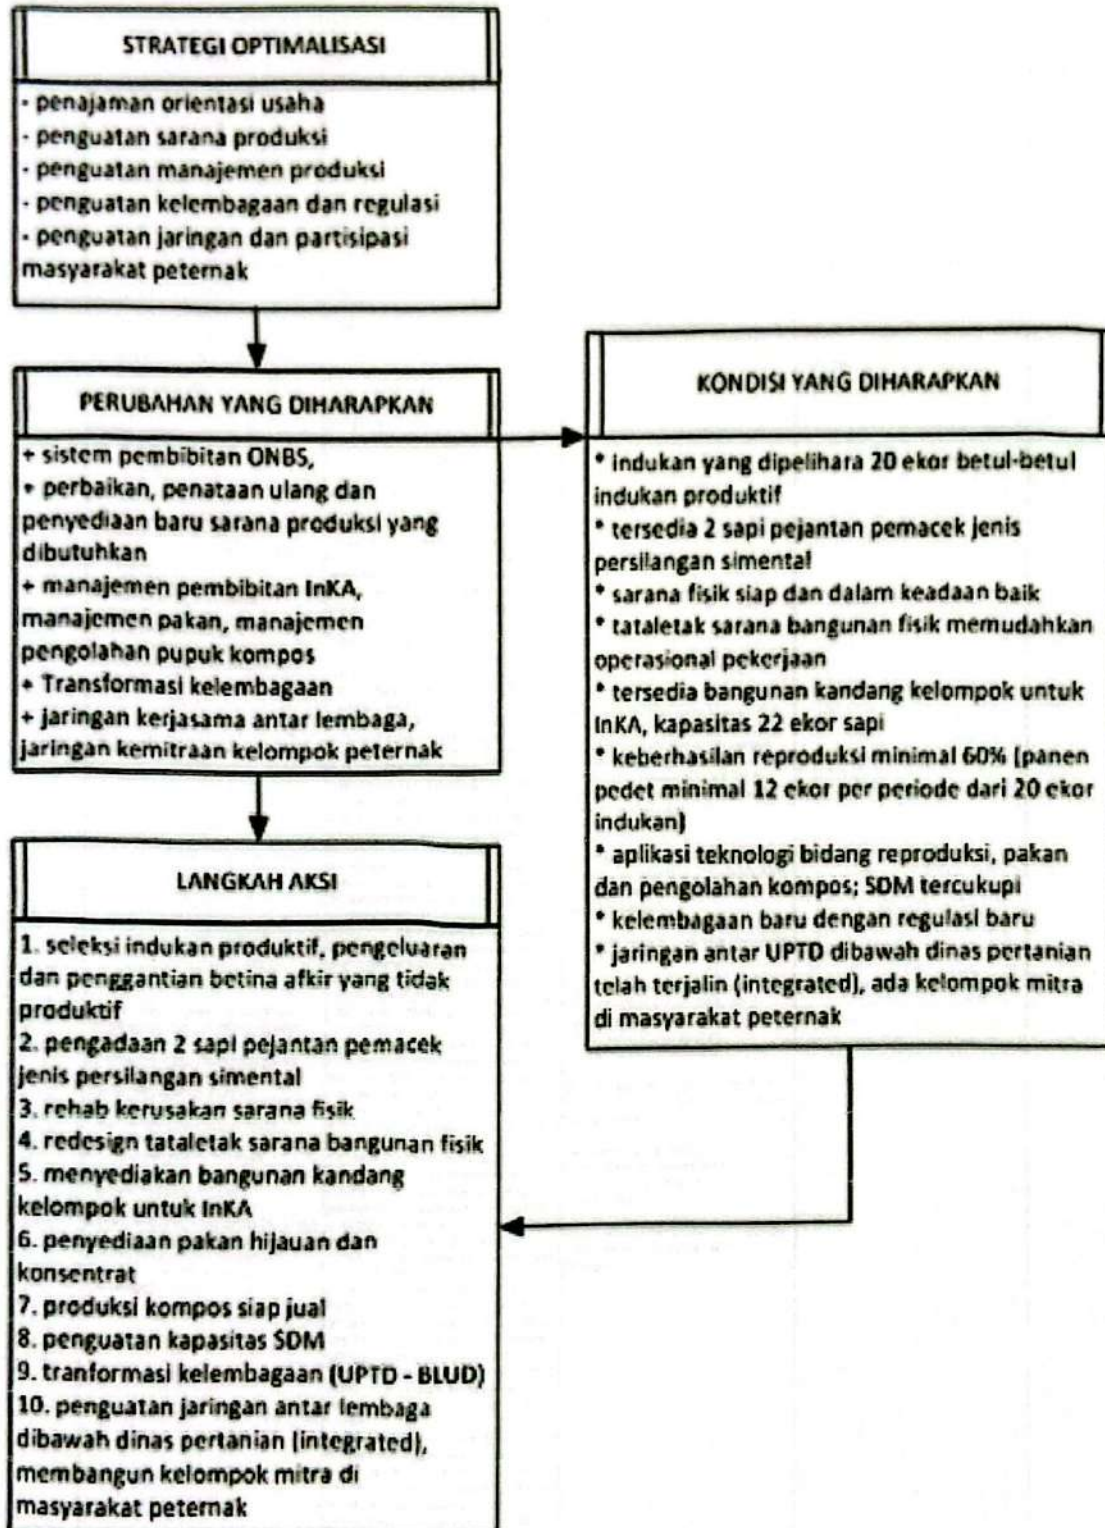 STRATEGI OPTIMALISASI
- penajaman orientasi usaha
- penguatan sarana produksi
- penguatan manajemen produksi
- penguatan kelembagaan dan regulasi
- penguatan jaringan dan partisipasi
masyarakat peternak
PERUBAHAN YANG DIHARAPKAN
+ sistem pembibitan ONBS,
+ perbaikan, penataan ulang dan
penyediaan baru sarana produksi yang
dibutuhkan
+ manajemen pembibitan InKA,
manajemen pakan, manajemen
pengolahan pupuk kompos
+ Transformasi kelembagaan
+ jaringan kerjasama antar lembaga,
jaringan kemitraan kelompok peternak
KONDISI YANG DIHARAPKAN
* indukan yang dipelihara 20 ekor betul-betul
indukan produktif
* tersedia 2 sapi pejantan pemacek jenis
persilangan simental
* sarana fisik siap dan dalam keadaan baik
* tataletak sarana bangunan fisik memudahkan
operasional pekerjaan
* tersedia bangunan kandang kelompok untuk
InKA, kapasitas 22 ekor sapi
* keberhasilan reproduksi minimal 60% (panen
pedet minimal 12 ekor per periode dari 20 ekor
indukan)
* aplikasi teknologi bidang reproduksi, pakan
dan pengolahan kompos; SDM tercukupi
* kelembagaan baru dengan regulasi baru
* jaringan antar UPTD dibawah dinas pertanian
telah terjalin (integrated), ada kelompok mitra
di masyarakat peternak
LANGKAH AKSI
1. seleksi indukan produktif, pengeluaran
dan penggantian betina afkir yang tidak
produktif
2. pengadaan 2 sapi pejantan pemacek
jenis persilangan simental
3. rehab kerusakan sarana fisik
4. redesign tataletak sarana bangunan fisik
5. menyediakan bangunan kandang
kelompok untuk InKA
6. penyediaan pakan hijauan dan
konsentrat
7. produksi kompos siap jual
8. penguatan kapasitas SDM
9. tranformasi kelembagaan (UPTD - BLUD)
10. penguatan jaringan antar lembaga
dibawah dinas pertanian (integrated),
membangun kelompok mitra di
masyarakat peternak